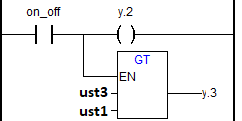 on_off y.2
GT
EN
ust3
y.3
ust1